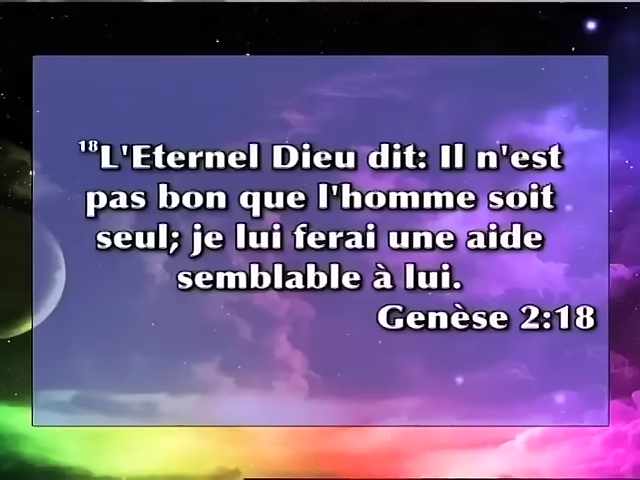 18L'Eternel Dieu dit: Il n'est
pas bon que l'homme soit
seul; je lui ferai une aide
semblable à lui.
Genèse 2:18